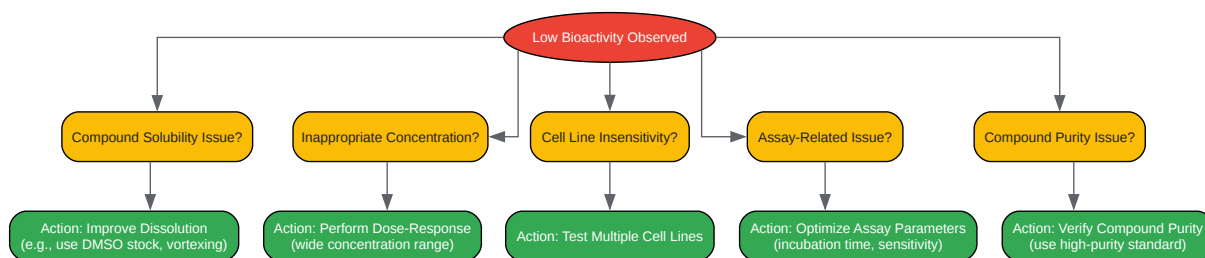 Low Bioactivity Observed
Compound Solubility Issue?
Inappropriate Concentration?
Cell Line Insensitivity?
Assay-Related Issue?
Compound Purity Issue?
Action: Improve Dissolution
(e.g., use DMSO stock, vortexing)
Action: Perform Dose-Response
(wide concentration range)
Action: Test Multiple Cell Lines
Action: Optimize Assay Parameters
(incubation time, sensitivity)
Action: Verify Compound Purity
(use high-purity standard)